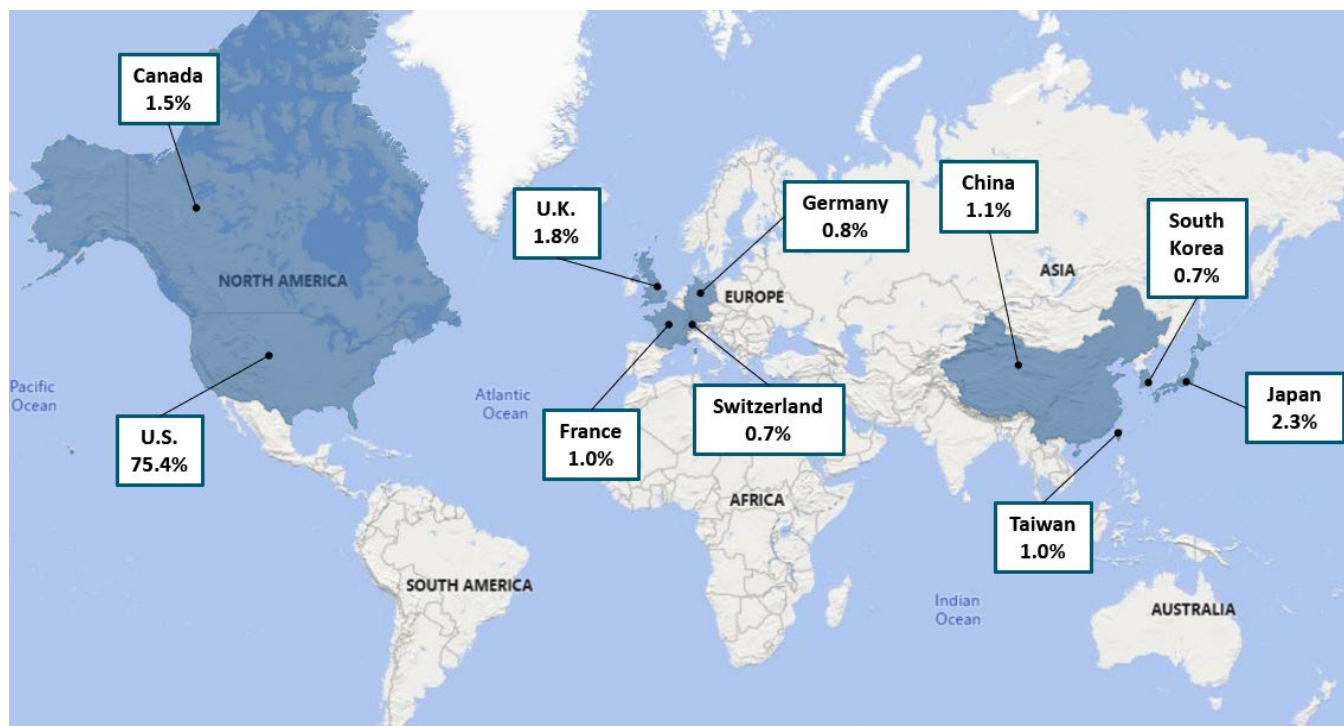 Canada
1.5%
U.K.
1.8%
Germany
0.8%
China
1.1%
South
Korea
0.7%
NORTH AMERICA
EUROPE
ASIA
Pacific
Ocean
Atlantic
Ocean
U.S.
75.4%
France
1.0%
Switzerland
0.7%
Japan
2.3%
AFRICA
Taiwan
1.0%
SOUTH AMERICA
Indian
Ocean
AUSTRALIA